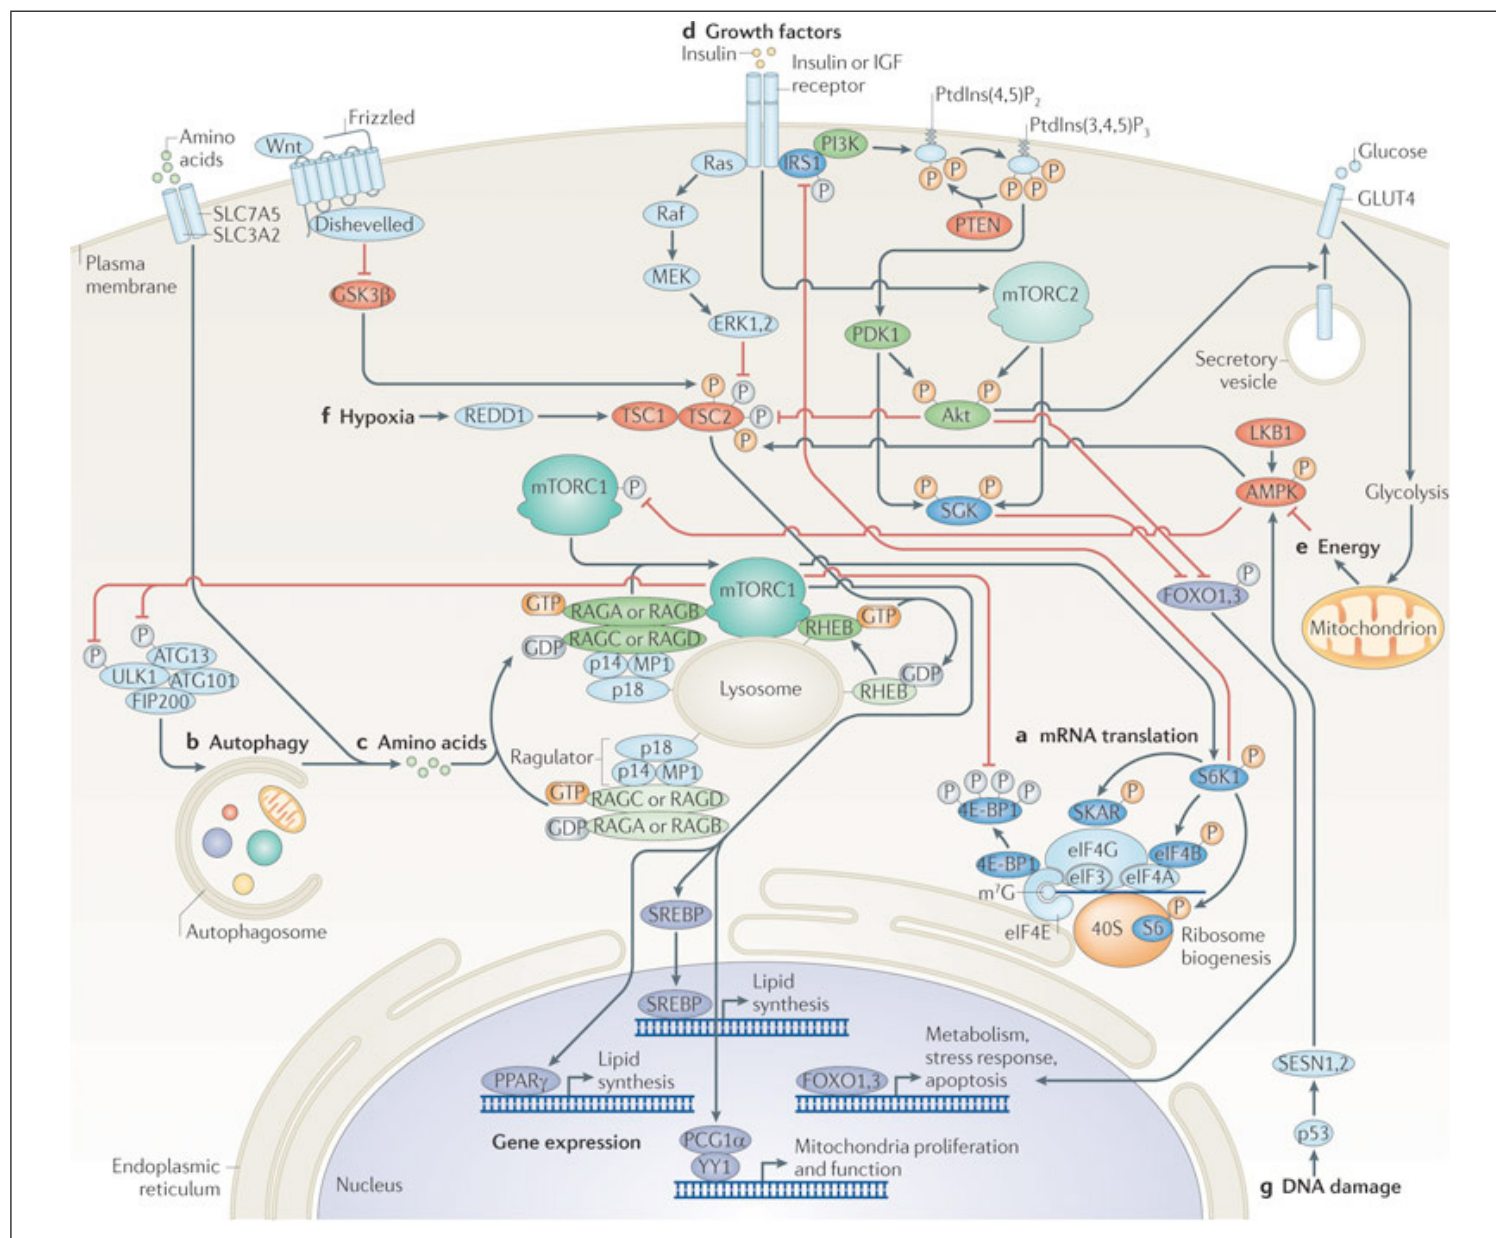 d Growth factors
Insulin
Insulin or IGF
receptor
PtdIns(4,5)P2
PtdIns(3,4,5)P3
Amino
acids
Wnt
Frizzled
PI3K
Ras
IRS1
P
P
P
P
P
P
Glucose
GLUT4
SLC7A5
SLC3A2
Dishevelled
Raf
PTEN
Plasma
membrane
GSK3β
MEK
mTORC2
ERK1,2
PDK1
Secretory
vesicle
P
P
P
P
P
P
f Hypoxia
REDD1
TSC1
TSC2
Akt
LKB1
P
mTORC1
P
P
P
SGK
AMPK
Glycolysis
e Energy
P
FOXO1,3
Mitochondrion
mTORC1
GTP
RAGA or RAGB
GDP
RAGC or RAGD
p14
MP1
p18
RHEB
GTP
Lysosome
RHEB
GDP
P
P
ATG13
ULK1
ATG101
FIP200
b Autophagy
c Amino acids
Ragulator
p18
p14
MP1
GTP
RAGC or RAGD
GDP
RAGA or RAGB
a mRNA translation
S6K1
P
P
P
P
P
4E-BP1
SKAR
P
4E-BP1
eIF4G
eIF4B
P
eIF3
eIF4A
m7G
eIF4E
40S
S6
P
Ribosome
biogenesis
Autophagosome
SREBP
SREBP
Lipid
synthesis
PPARγ
Lipid
synthesis
FOXO1,3
Metabolism,
stress response,
apoptosis
SESN1,2
p53
g DNA damage
Gene expression
PCG1α
YY1
Mitochondria proliferation
and function
Endoplasmic
reticulum
Nucleus